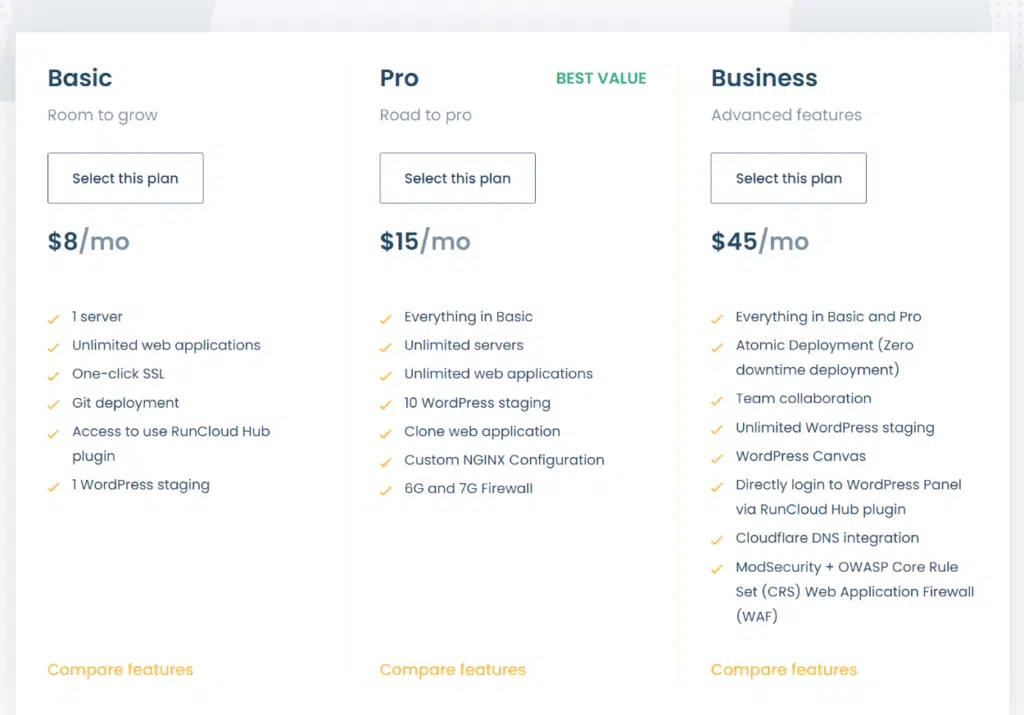 Basic
Room to grow
Select this plan
$8/mo
1 server
Unlimited web applications
One-click SSL
Git deployment
Access to use RunCloud Hub
plugin
1 WordPress staging
Compare features
Pro
BEST VALUE
Road to pro
Select this plan
$15/mo
Everything in Basic
Unlimited servers
Unlimited web applications
10 WordPress staging
Clone web application
Custom NGINX Configuration
6G and 7G Firewall
Compare features
Business
Advanced features
Select this plan
$45/mo
Everything in Basic and Pro
Atomic Deployment (Zero
downtime deployment)
Team collaboration
Unlimited WordPress staging
WordPress Canvas
Directly login to WordPress Panel
via RunCloud Hub plugin
Cloudflare DNS integration
ModSecurity + OWASP Core Rule
Set (CRS) Web Application Firewall
(WAF)
Compare features